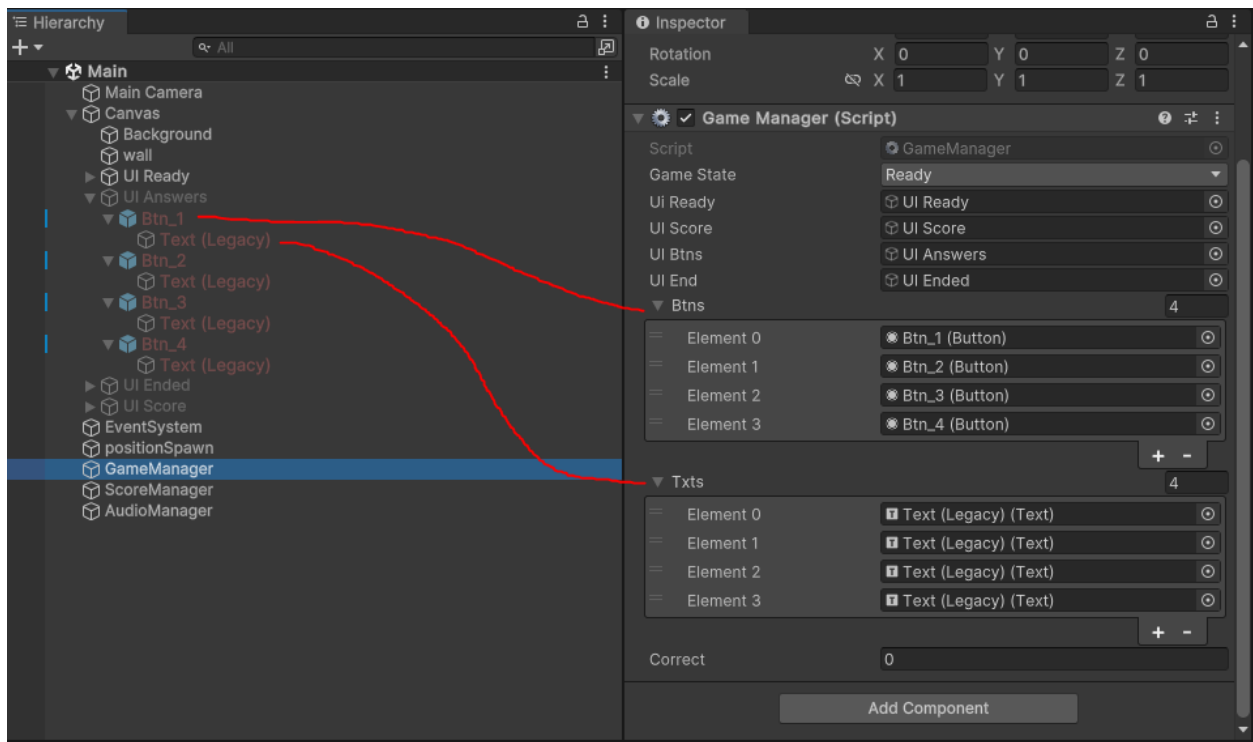 Hierarchy
All
Main
Main Camera
Canvas
Background
wall
UI Ready
UI Answers
Btn_1
Text (Legacy)
Btn_2
Text (Legacy)
Btn_3
Text (Legacy)
Btn_4
Text (Legacy)
UI Ended
UI Score
EventSystem
positionSpawn
GameManager
ScoreManager
AudioManager
Inspector
Rotation X 0 Y 0 Z 0
Scale X 1 Y 1 Z 1
Game Manager (Script)
Script GameManager
Game State Ready
Ui Ready UI Ready
UI Score UI Score
UI Btns UI Answers
UI End UI Ended
Btns 4
Element 0 Btn_1 (Button)
Element 1 Btn_2 (Button)
Element 2 Btn_3 (Button)
Element 3 Btn_4 (Button)
+ -
Txts 4
Element 0 Text (Legacy) (Text)
Element 1 Text (Legacy) (Text)
Element 2 Text (Legacy) (Text)
Element 3 Text (Legacy) (Text)
+ -
Correct 0
Add Component